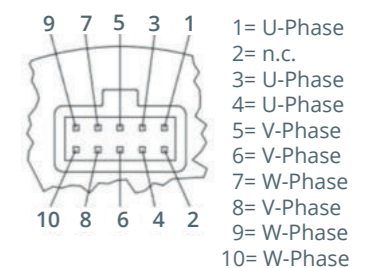 9 7 5 3 1
10 8 6 4 2
1= U-Phase
2= n.c.
3= U-Phase
4= U-Phase
5= V-Phase
6= V-Phase
7= W-Phase
8= V-Phase
9= W-Phase
10= W-Phase